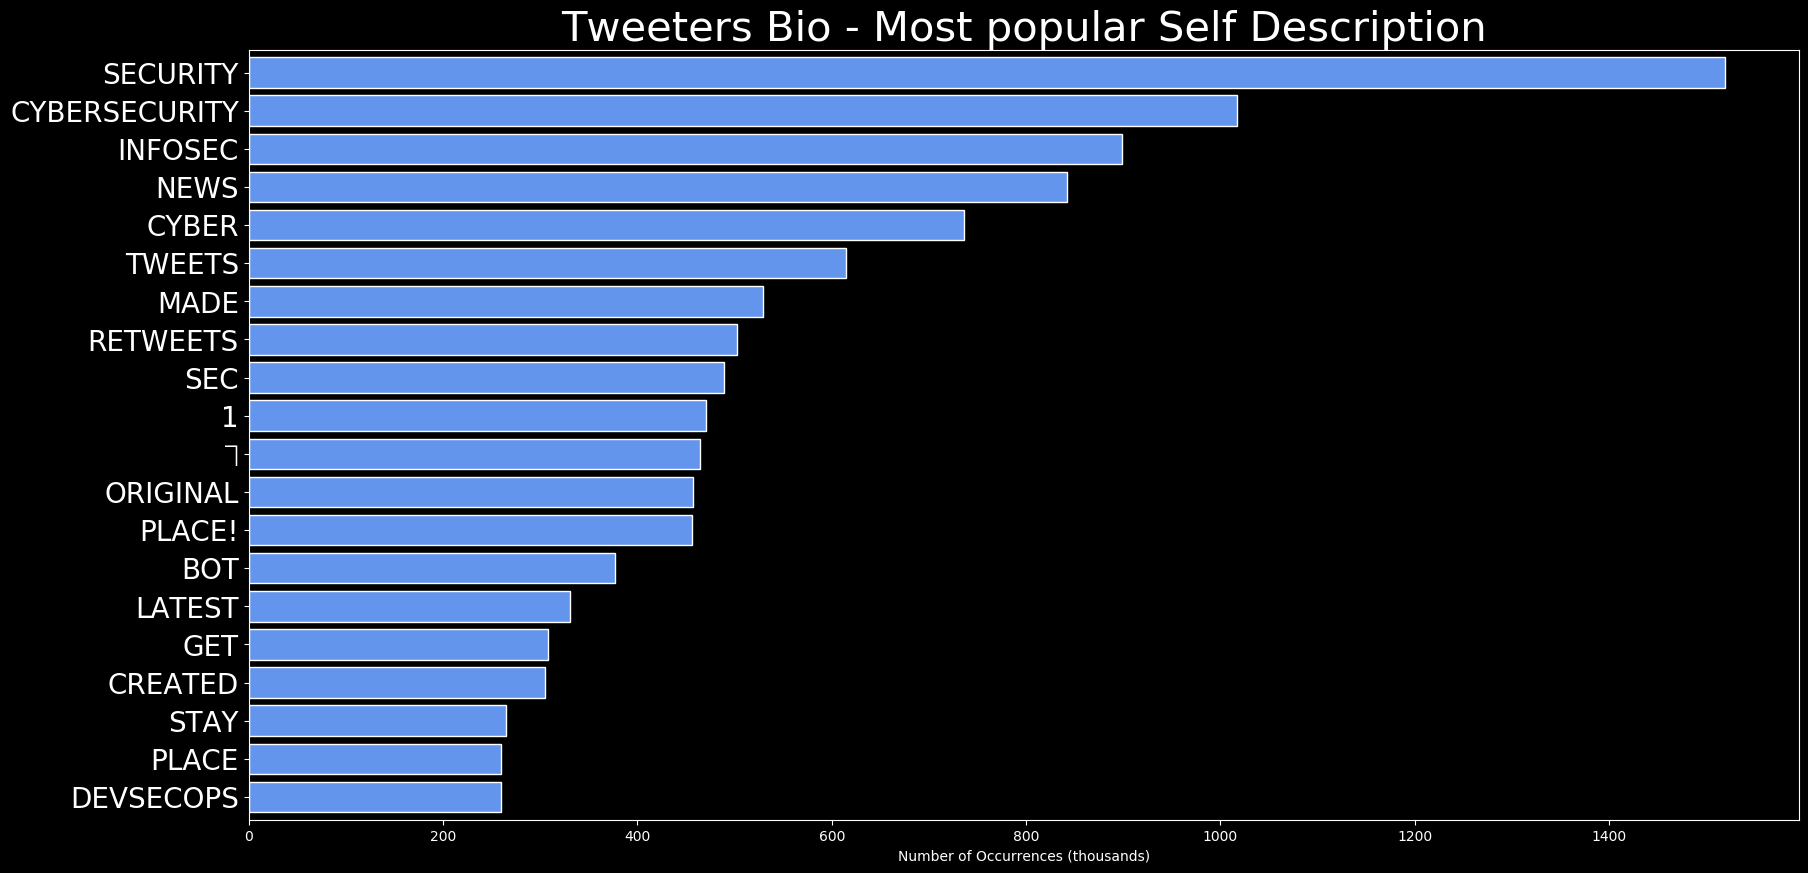 Tweeters Bio - Most popular Self Description
SECURITY
CYBERSECURITY
INFOSEC
NEWS
CYBER
TWEETS
MADE
RETWEETS
SEC
1
ORIGINAL
PLACE!
BOT
LATEST
GET
CREATED
STAY
PLACE
DEVSECOPS
0 200 400 600 800 1000 1200 1400
Number of Occurrences (thousands)